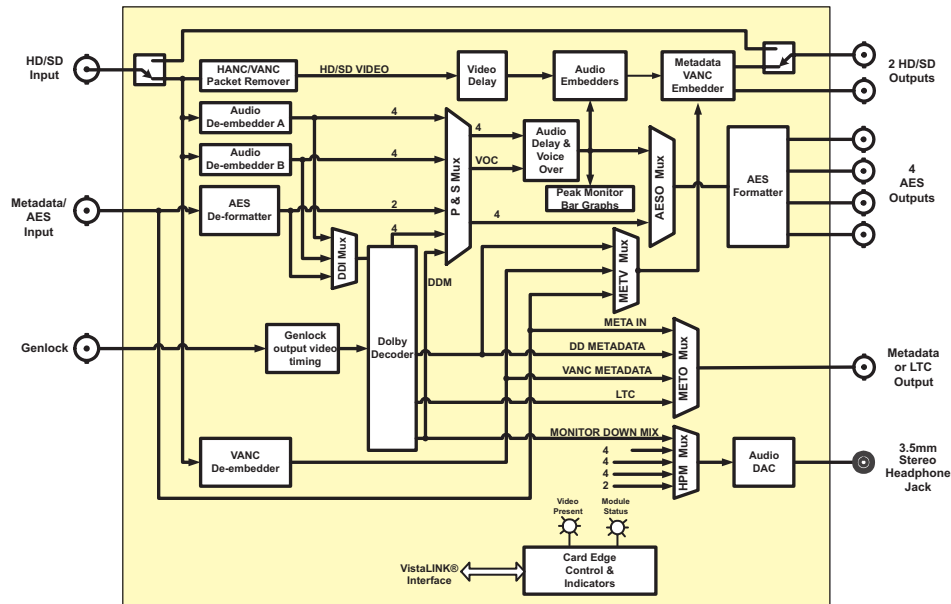 HD/SD
Input
HANC/VANC
Packet Remover
HD/SD VIDEO
Video
Delay
Audio
Embedders
Metadata
VANC
Embedder
2 HD/SD
Outputs
Audio
De-embedder A
4
Audio
De-embedder B
4
P & S Mux
4
VOC
Audio
Delay & Voice
Over
AESO Mux
AES
Formatter
4
AES
Outputs
Metadata/
AES
Input
AES
De-formatter
2
Peak Monitor
Bar Graphs
4
4
DDI Mux
DDM
METV Mux
Genlock
Genlock
output video
timing
Dolby
Decoder
META IN
DD METADATA
VANC METADATA
LTC
METO Mux
Metadata
or LTC
Output
VANC
De-embedder
MONITOR DOWN MIX
4
4
4
2
HPM Mux
Audio
DAC
3.5mm
Stereo
Headphone
Jack
Video
Present
Module
Status
VistaLINK®
Interface
Card Edge
Control &
Indicators